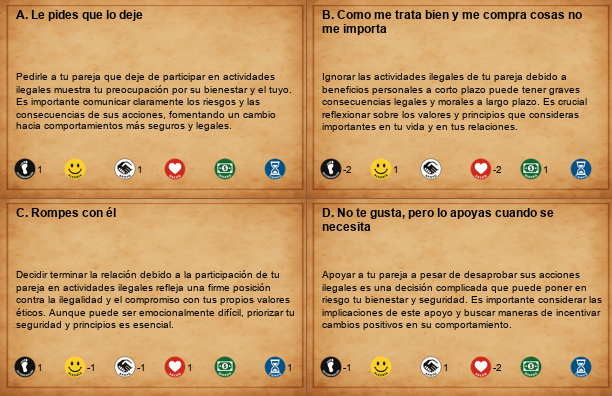 A. Le pides que lo deje
Pedirle a tu pareja que deje de participar en actividades
ilegales muestra tu preocupación por su bienestar y el tuyo.
Es importante comunicar claramente los riesgos y las
consecuencias de sus acciones, fomentando un cambio
hacia comportamientos más seguros y legales.
1 1
B. Como me trata bien y me compra cosas no
me importa
Ignorar las actividades ilegales de tu pareja debido a
beneficios personales a corto plazo puede tener graves
consecuencias legales y morales a largo plazo. Es crucial
reflexionar sobre los valores y principios que consideras
importantes en tu vida y en tus relaciones.
-2 1 -2 1
C. Rompes con él
Decidir terminar la relación debido a la participación de tu
pareja en actividades ilegales refleja una firme posición
contra la ilegalidad y el compromiso con tus propios valores
éticos. Aunque puede ser emocionalmente difícil, priorizar tu
seguridad y principios es esencial.
1 -1 -1 1 1
D. No te gusta, pero lo apoyas cuando se
necesita
Apoyar a tu pareja a pesar de desaprobar sus acciones
ilegales es una decisión complicada que puede poner en
riesgo tu bienestar y seguridad. Es importante considerar las
implicaciones de este apoyo y buscar maneras de incentivar
cambios positivos en su comportamiento.
-1 1 -2